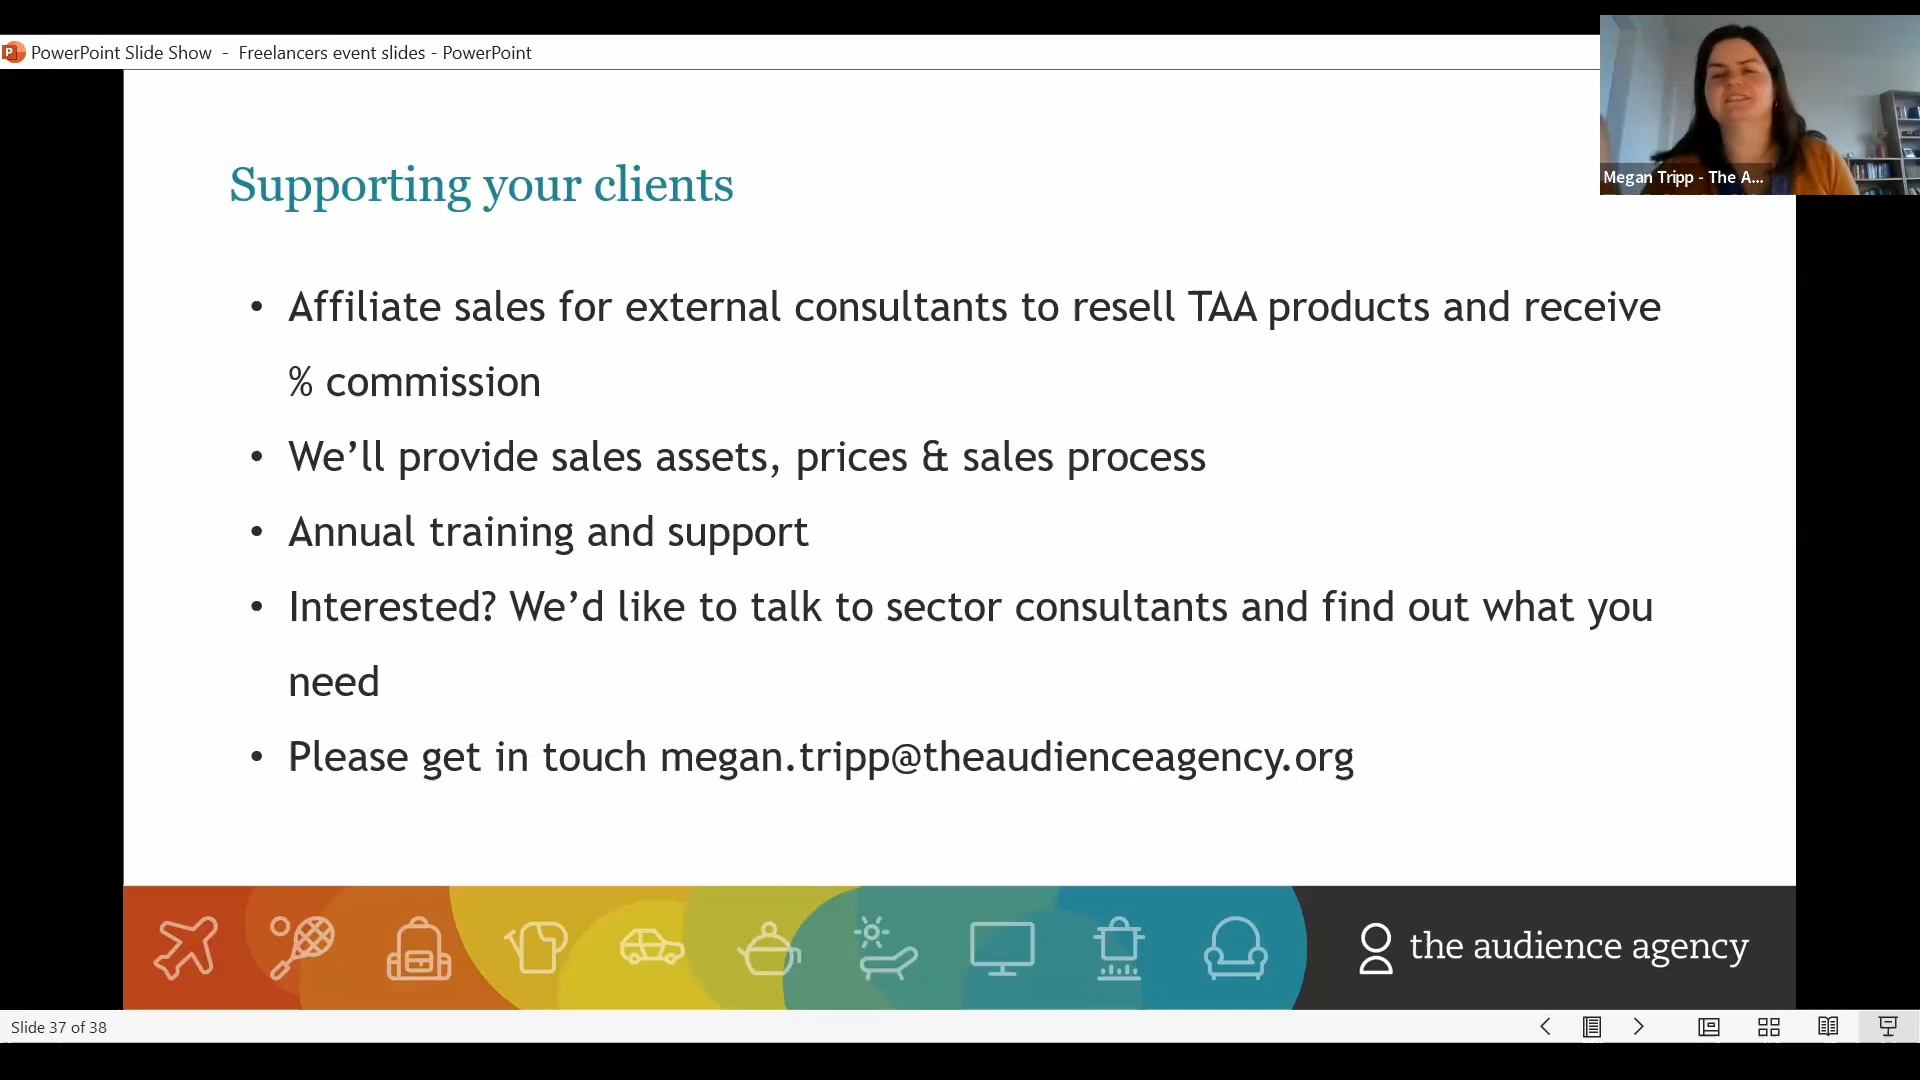 PowerPoint Slide Show - Freelancers event slides - PowerPoint
Megan Tripp - The A...
Supporting your clients
• Affiliate sales for external consultants to resell TAA products and receive
% commission
• We’ll provide sales assets, prices & sales process
• Annual training and support
• Interested? We’d like to talk to sector consultants and find out what you
need
• Please get in touch megan.tripp@theaudienceagency.org
the audience agency
Slide 37 of 38